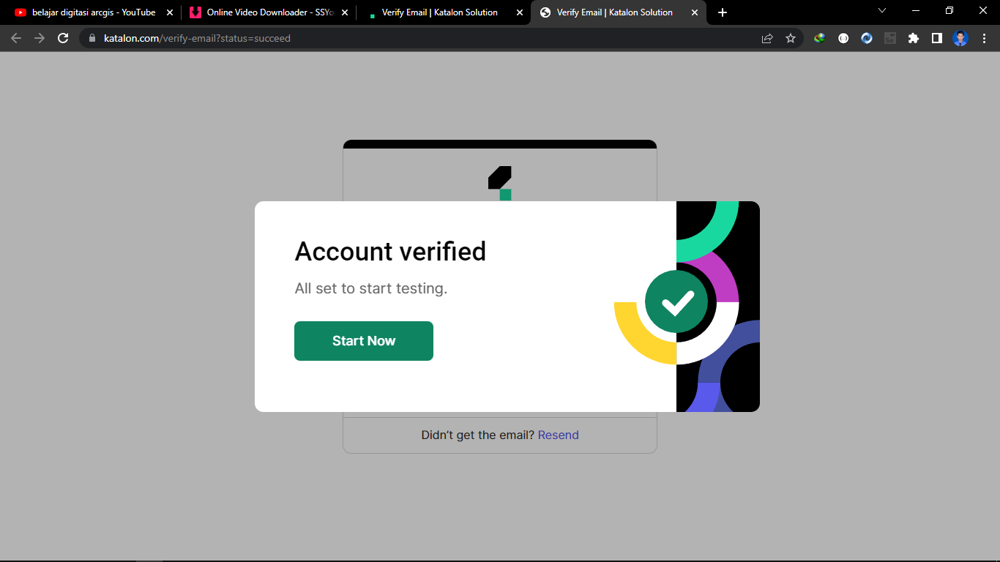 belajar digitasi arcgis - YouTube
Online Video Downloader - SSYo
Verify Email | Katalon Solution
Verify Email | Katalon Solution
katalon.com/verify-email?status=succeed
Account verified
All set to start testing.
Start Now
Didn’t get the email? Resend